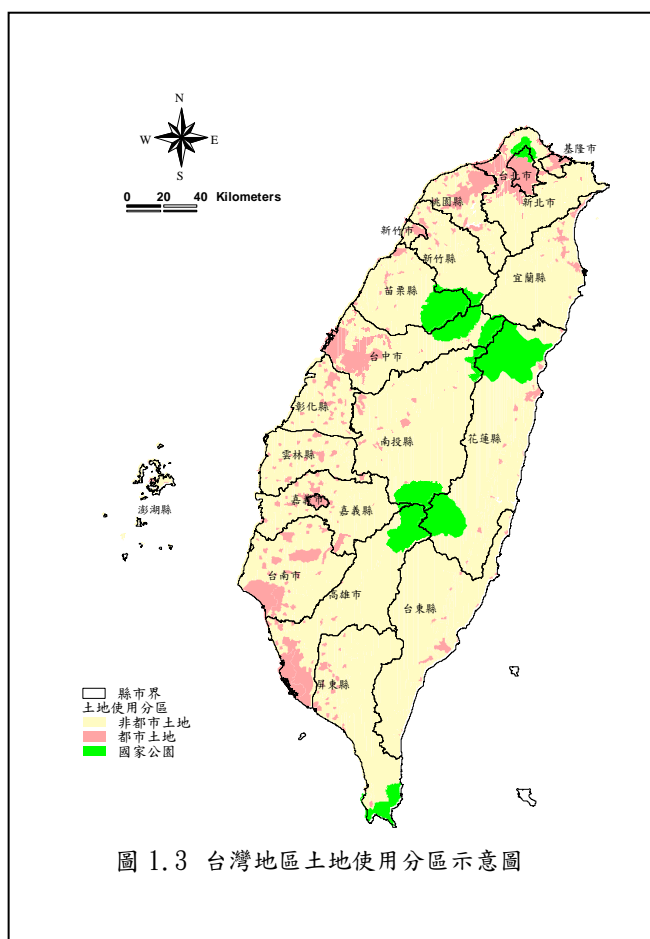 N
W E
S
0 20 40 Kilometers
基隆市
台北市
新北市
桃園縣
新竹市
新竹縣
宜蘭縣
苗栗縣
台中市
彰化縣
南投縣
花蓮縣
雲林縣
澎湖縣
嘉義市
嘉義縣
台南市
高雄市
台東縣
屏東縣
縣市界
土地使用分區
非都市土地
都市土地
國家公園
圖 1.3 台灣地區土地使用分區示意圖